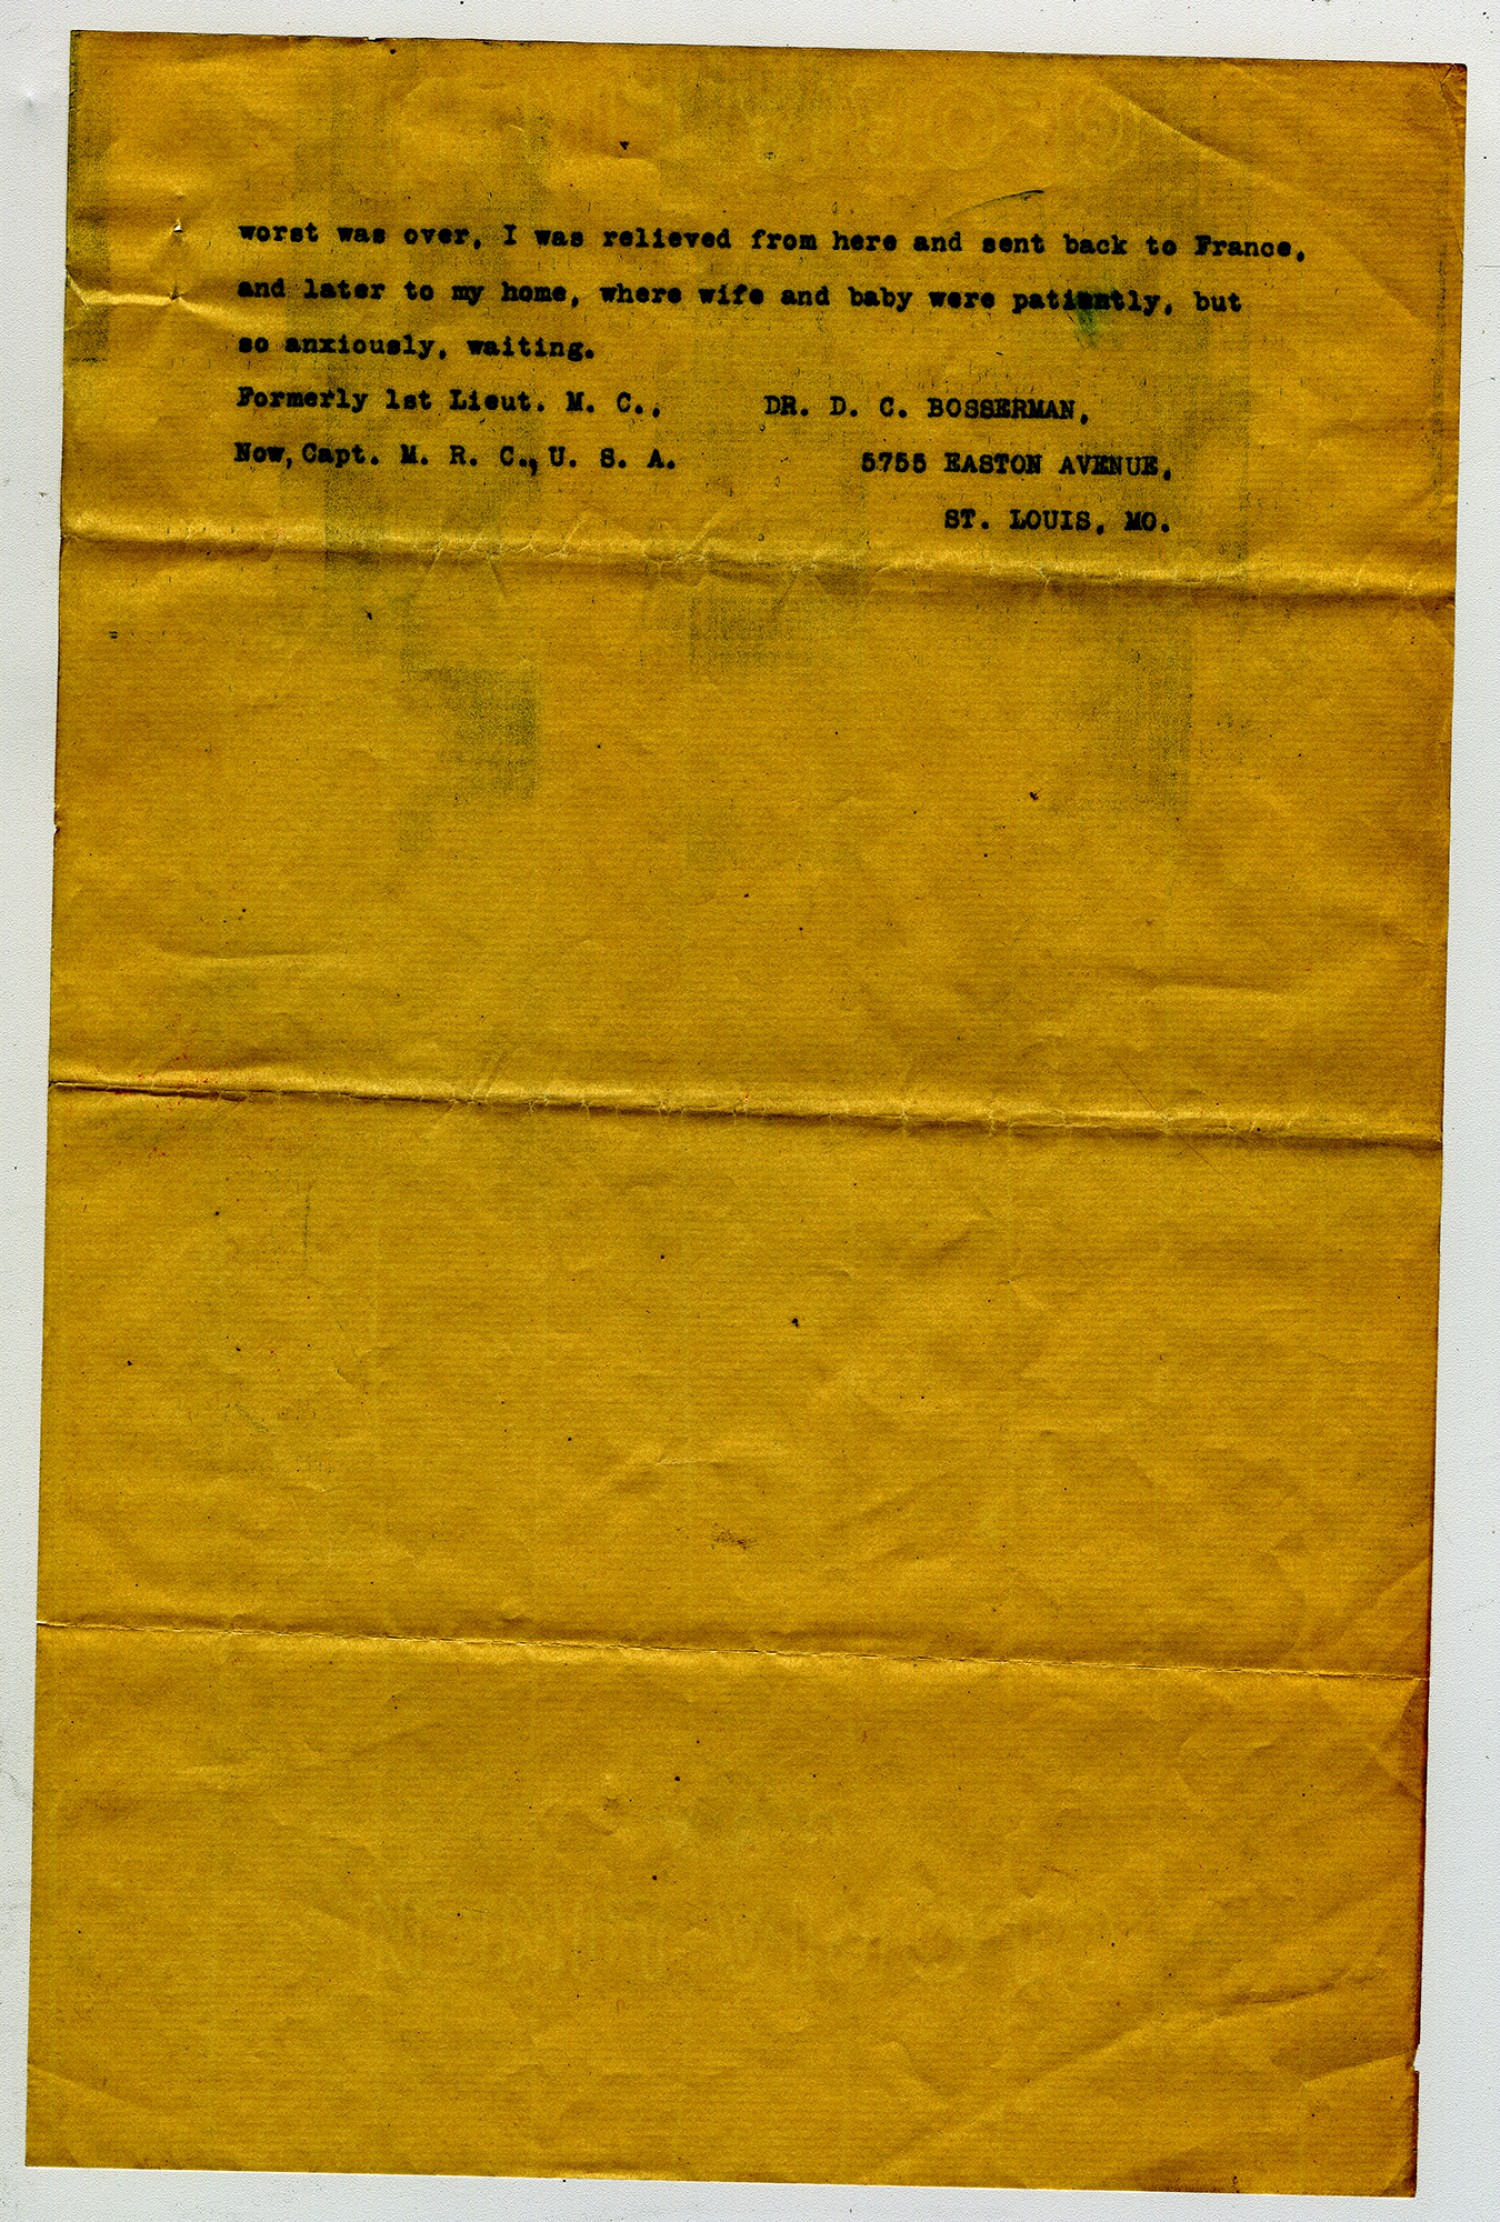 worst was over, I was relieved from here and sent back to France,
and later to my home, where wife and baby were patiently, but
so anxiously, waiting.
Formerly 1st Lieut. M. C., DR. D. C. BOSSERMAN,
Now, Capt. M. R. C., U. S. A. 5755 EASTON AVENUE,
ST. LOUIS, MO.